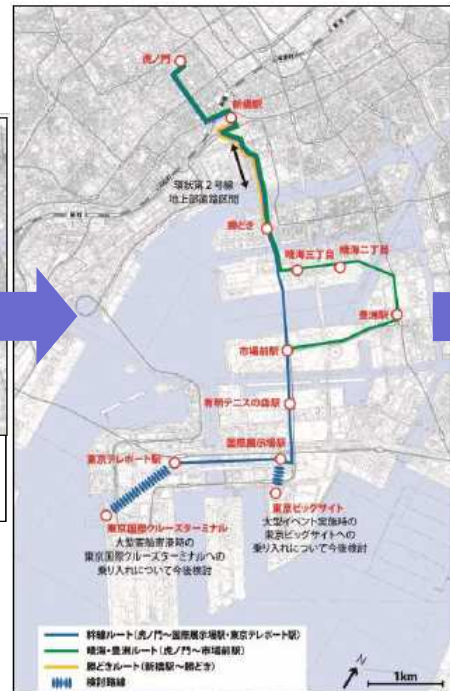 虎ノ門
新橋駅
環状第2号線
地上部道路区間
勝どき
晴海三丁目
晴海二丁目
豊洲駅
市場前駅
有明テニスの森駅
国際展示場駅
東京テレポート駅
東京国際クルーズターミナル
大型客船寄港時の
東京国際クルーズターミナルへの
乗り入れについて今後検討
東京ビッグサイト
大型イベント実施時の
東京ビッグサイトへの
乗り入れについて今後検討
幹線ルート(虎ノ門～国際展示場駅・東京テレポート駅)
晴海・豊洲ルート(虎ノ門～市場前駅)
勝どきルート(新橋駅～勝どき)
検討路線
N
1km